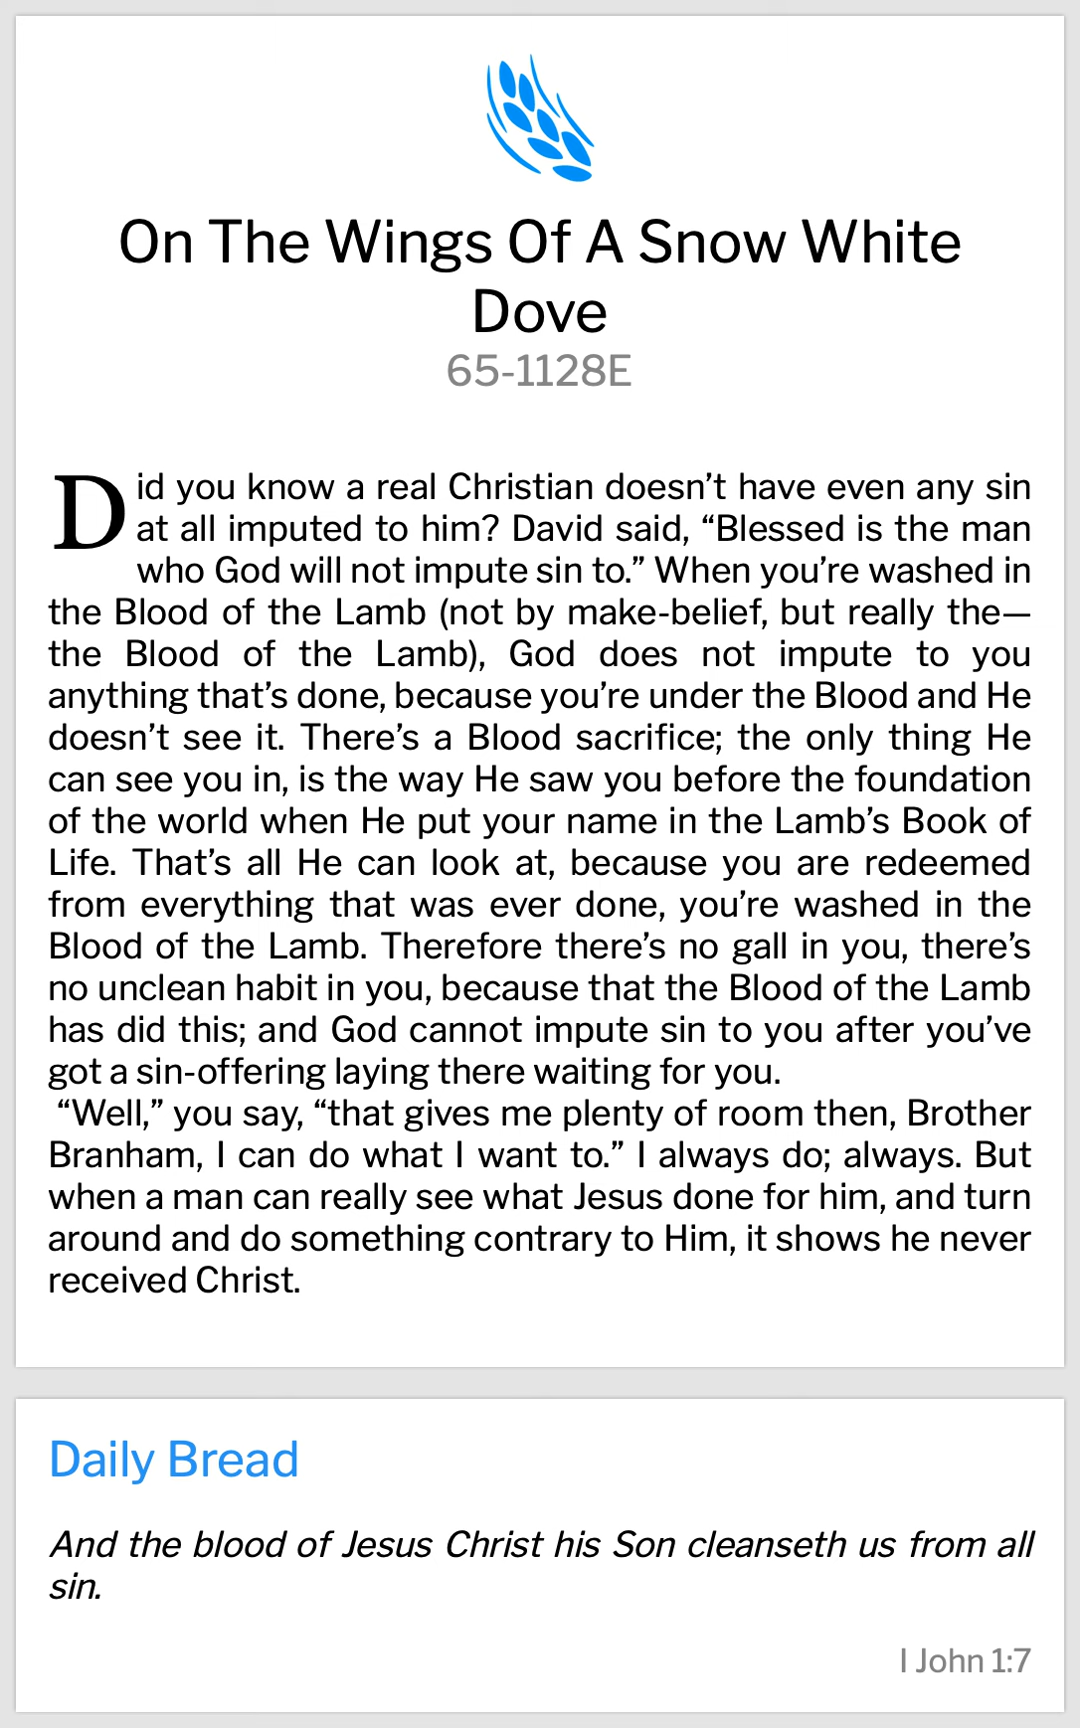 On The Wings Of A Snow White
Dove
65-1128E
Did you know a real Christian doesn’t have even any sin
at all imputed to him? David said, “Blessed is the man
who God will not impute sin to.” When you’re washed in
the Blood of the Lamb (not by make-belief, but really the—
the Blood of the Lamb), God does not impute to you
anything that’s done, because you’re under the Blood and He
doesn’t see it. There’s a Blood sacrifice; the only thing He
can see you in, is the way He saw you before the foundation
of the world when He put your name in the Lamb’s Book of
Life. That’s all He can look at, because you are redeemed
from everything that was ever done, you’re washed in the
Blood of the Lamb. Therefore there’s no gall in you, there’s
no unclean habit in you, because that the Blood of the Lamb
has did this; and God cannot impute sin to you after you’ve
got a sin-offering laying there waiting for you.
“Well,” you say, “that gives me plenty of room then, Brother
Branham, I can do what I want to.” I always do; always. But
when a man can really see what Jesus done for him, and turn
around and do something contrary to Him, it shows he never
received Christ.
Daily Bread
And the blood of Jesus Christ his Son cleanseth us from all
sin.
I John 1:7